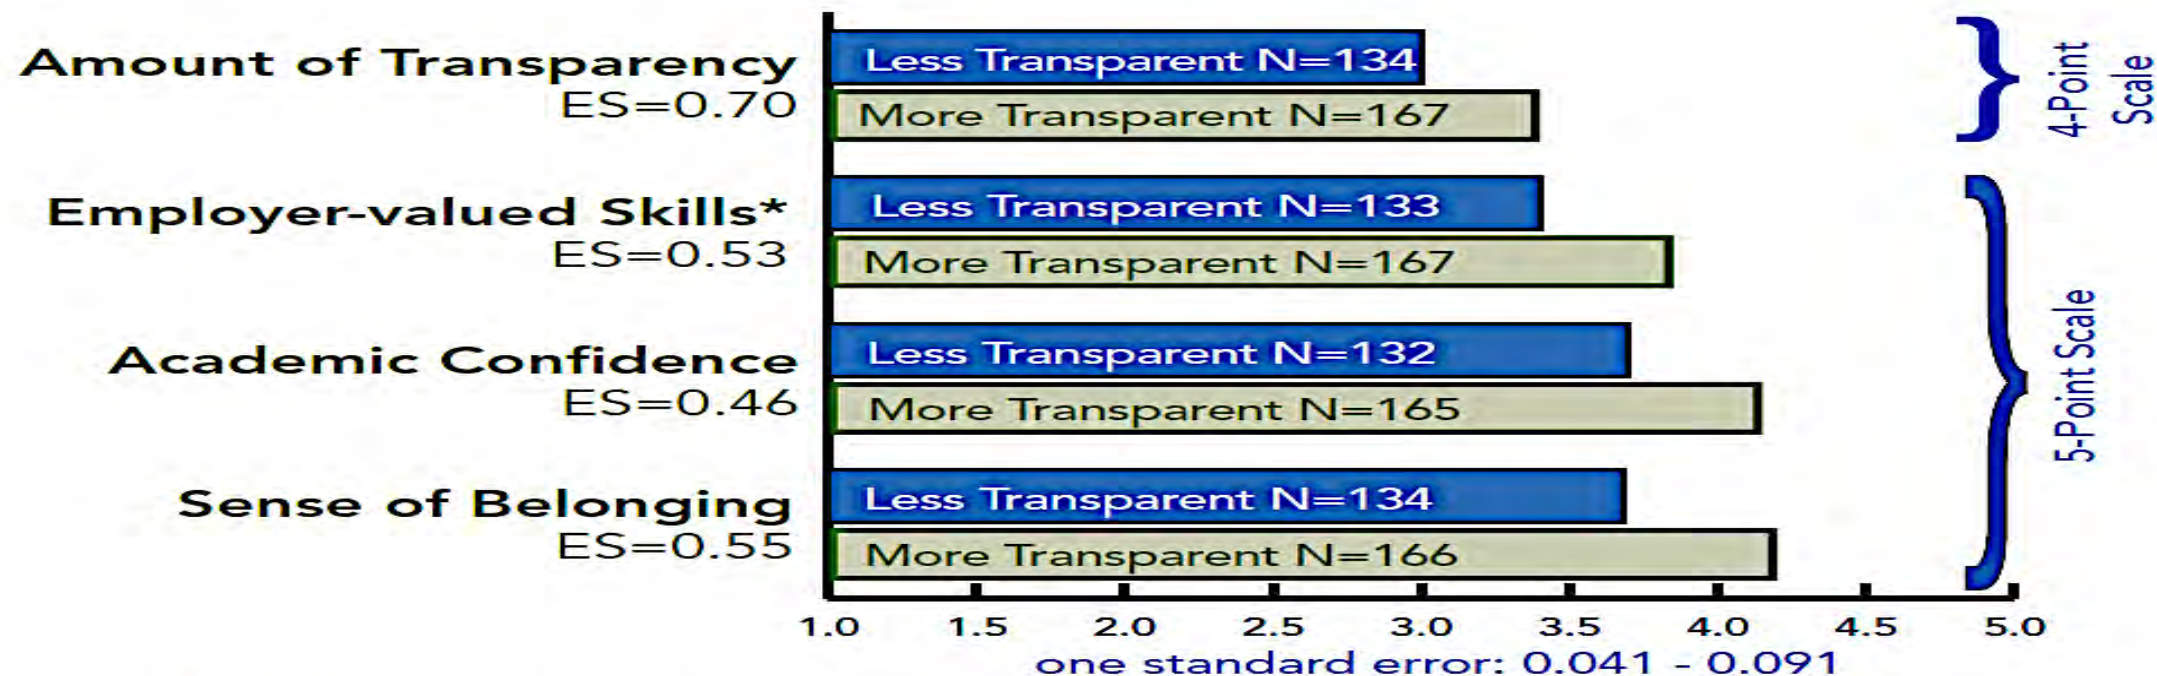 Amount of Transparency
ES=0.70
Less Transparent N=134
More Transparent N=167
4-Point
Scale
Employer-valued Skills*
ES=0.53
Less Transparent N=133
More Transparent N=167
Academic Confidence
ES=0.46
Less Transparent N=132
More Transparent N=165
5-Point Scale
Sense of Belonging
ES=0.55
Less Transparent N=134
More Transparent N=166
1.0 1.5 2.0 2.5 3.0 3.5 4.0 4.5 5.0
one standard error: 0.041 - 0.091